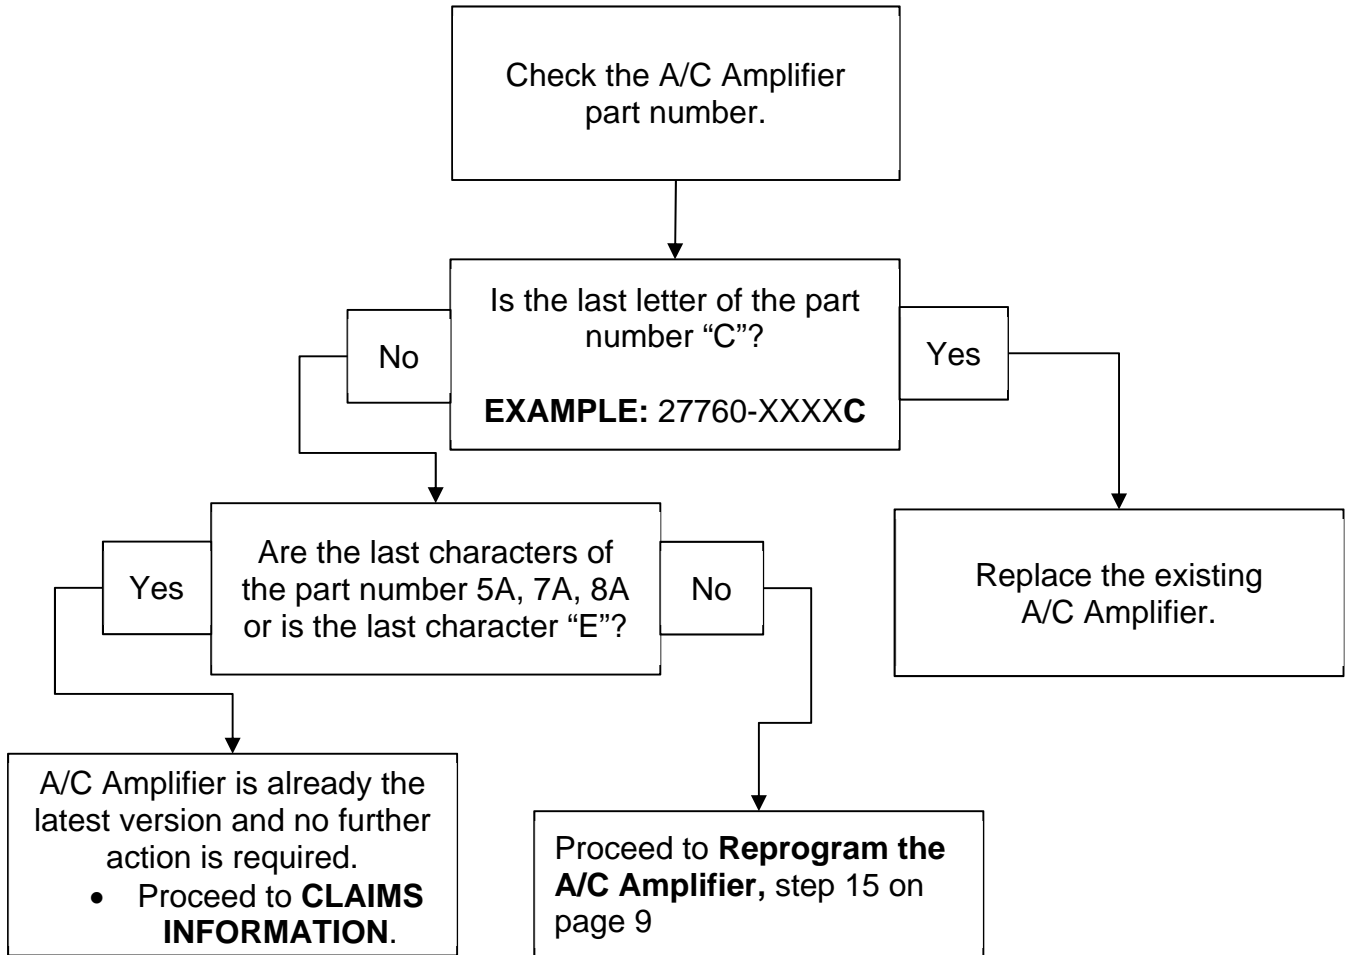 Check the A/C Amplifier
part number.
Is the last letter of the part
number “C”?
EXAMPLE: 27760-XXXXC
No
Yes
Are the last characters of
the part number 5A, 7A, 8A
or is the last character “E”?
Yes
No
Replace the existing
A/C Amplifier.
A/C Amplifier is already the
latest version and no further
action is required.
• Proceed to CLAIMS
INFORMATION.
Proceed to Reprogram the
A/C Amplifier, step 15 on
page 9